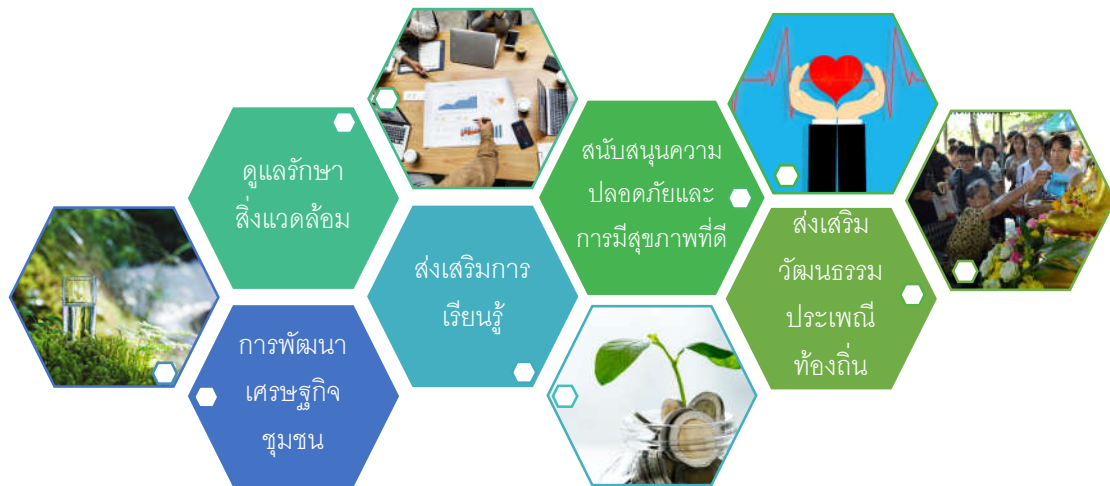 ดูแลรักษา
สิ่งแวดล้อม
การพัฒนา
เศรษฐกิจ
ชุมชน
ส่งเสริมการ
เรียนรู้
สนับสนุนความ
ปลอดภัยและ
การมีสุขภาพที่ดี
ส่งเสริม
วัฒนธรรม
ประเพณี
ท้องถิ่น